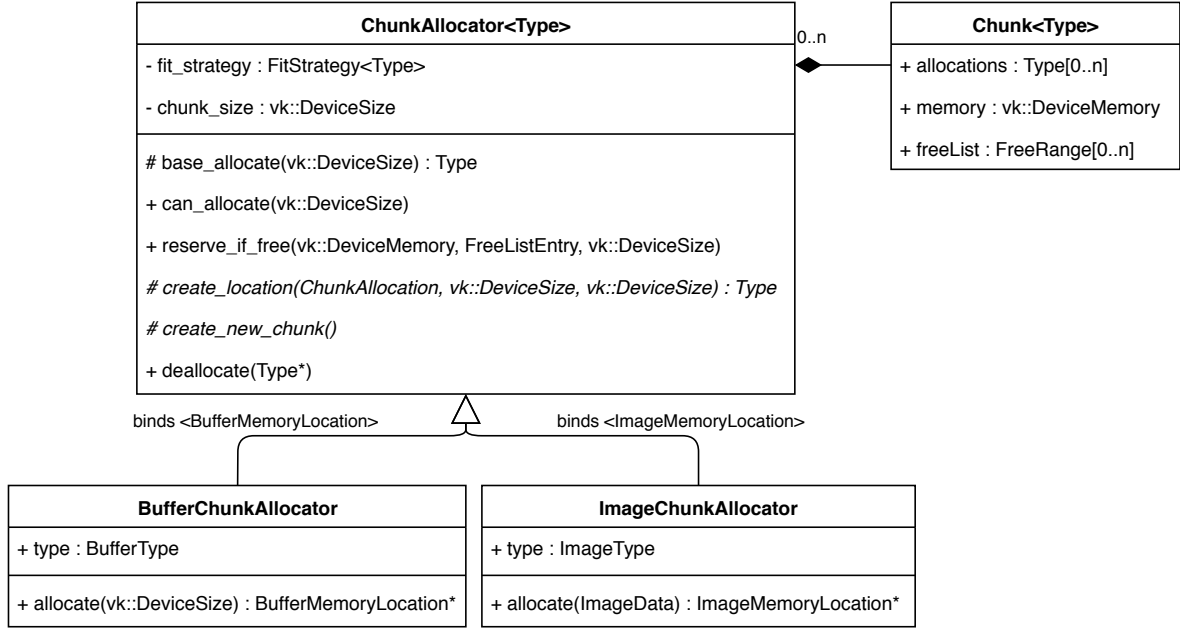 ChunkAllocator<Type>
- fit_strategy : FitStrategy<Type>
- chunk_size : vk::DeviceSize
# base_allocate(vk::DeviceSize) : Type
+ can_allocate(vk::DeviceSize)
+ reserve_if_free(vk::DeviceMemory, FreeListEntry, vk::DeviceSize)
# create_location(ChunkAllocation, vk::DeviceSize, vk::DeviceSize) : Type
# create_new_chunk()
+ deallocate(Type*)
0..n
Chunk<Type>
+ allocations : Type[0..n]
+ memory : vk::DeviceMemory
+ freeList : FreeRange[0..n]
binds <BufferMemoryLocation>
binds <ImageMemoryLocation>
BufferChunkAllocator
+ type : BufferType
+ allocate(vk::DeviceSize) : BufferMemoryLocation*
ImageChunkAllocator
+ type : ImageType
+ allocate(ImageData) : ImageMemoryLocation*